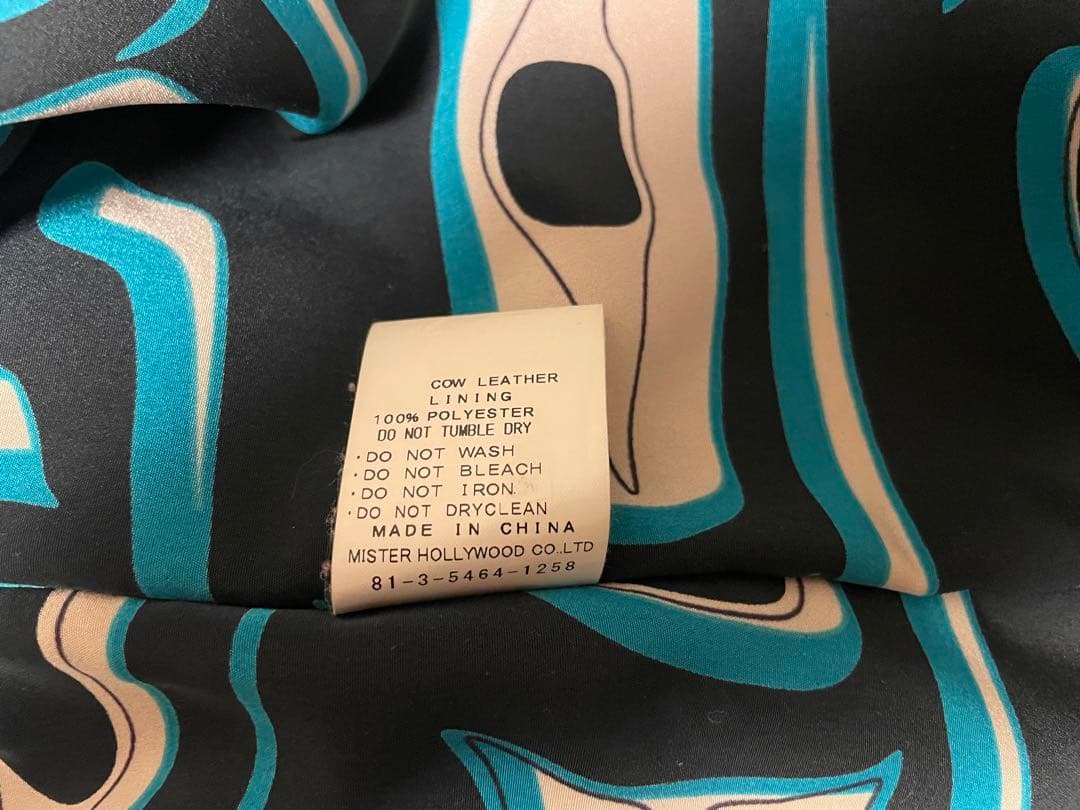 COW LEATHER
LINING
100% POLYESTER
DO NOT TUMBLE DRY
·DO NOT WASH
·DO NOT BLEACH
·DO NOT IRON.
·DO NOT DRYCLEAN
MADE IN CHINA
MISTER HOLLYWOOD CO.,LTD
81-3-5464-1258